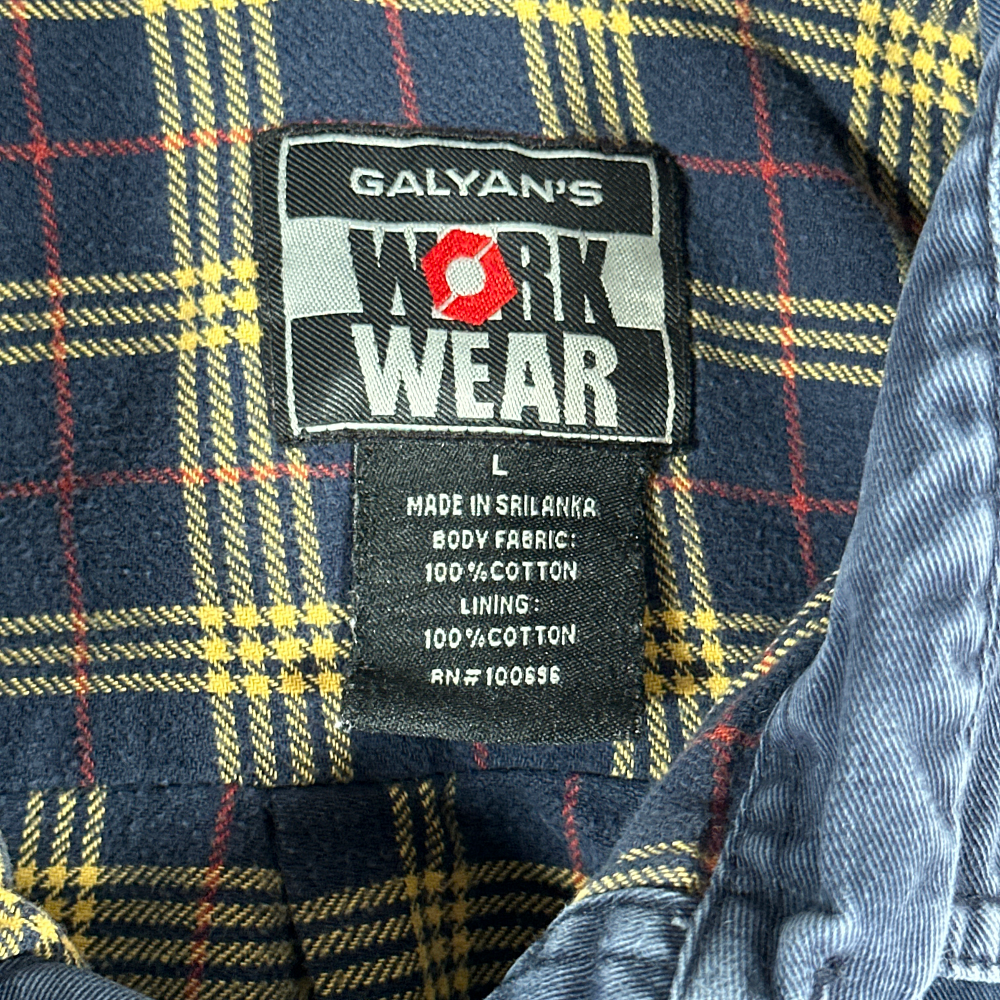 GALYAN'S
WORK
WEAR
L
MADE IN SRILANKA
BODY FABRIC:
100%COTTON
LINING:
100%COTTON
RN#100696